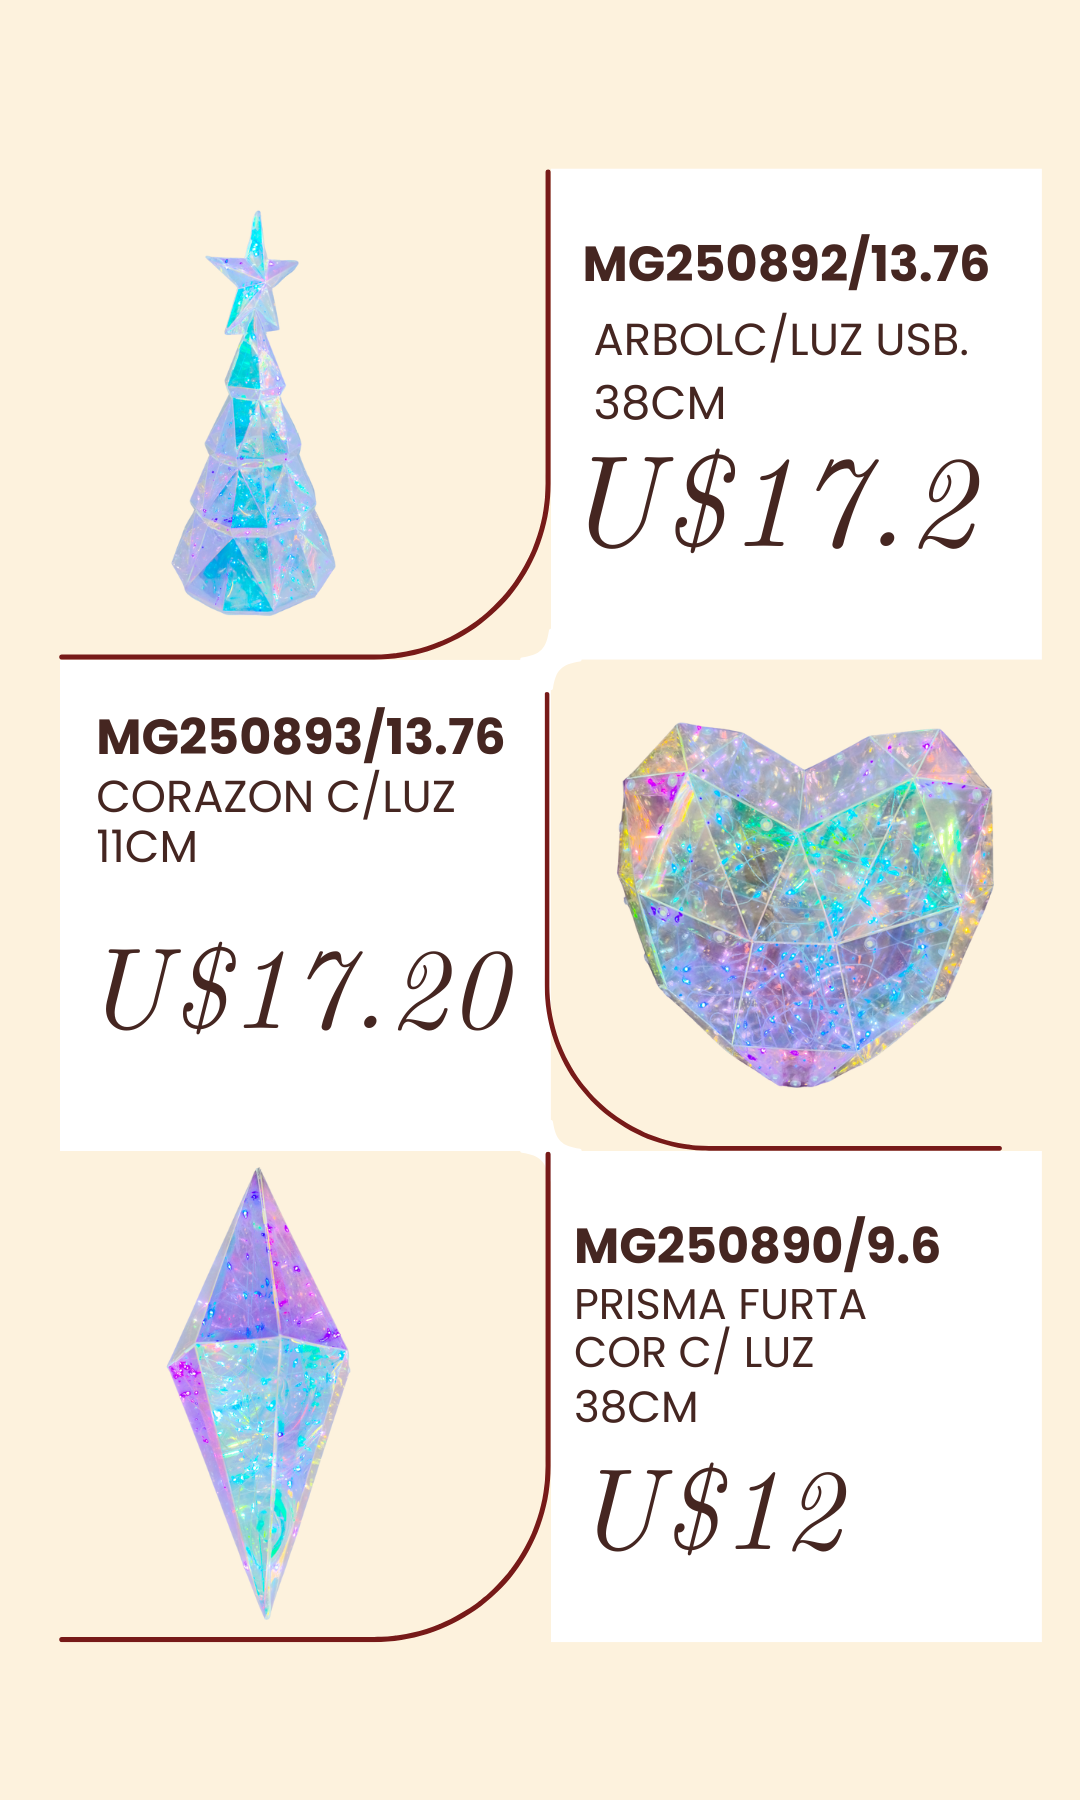 MG250892/13.76
ARBOLC/LUZ USB.
38CM
U$17.2
MG250893/13.76
CORAZON C/LUZ
11CM
U$17.20
MG250890/9.6
PRISMA FURTA
COR C/ LUZ
38CM
U$12